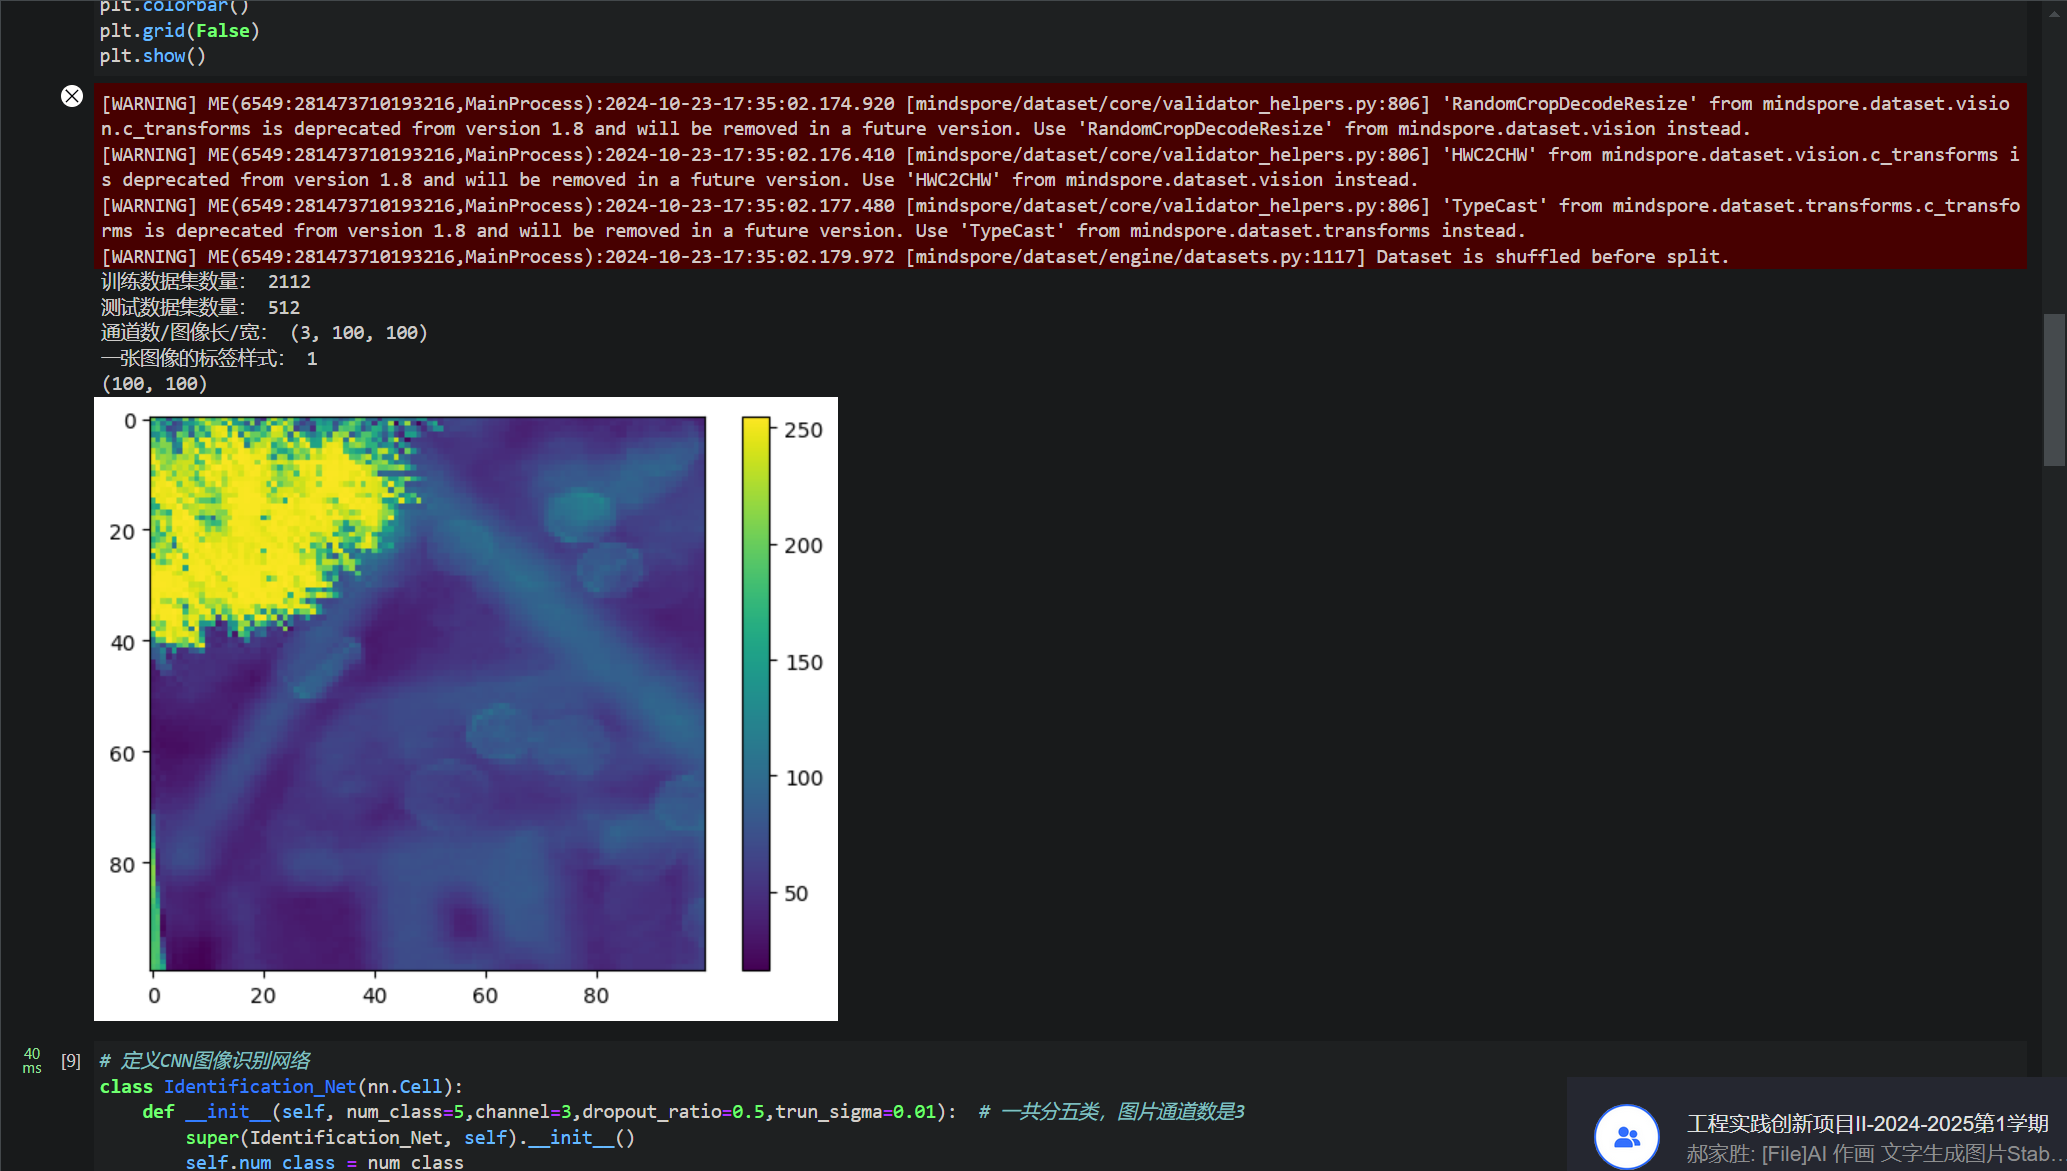 plt.colorbar()
plt.grid(False)
plt.show()
[WARNING] ME(6549:281473710193216,MainProcess):2024-10-23-17:35:02.174.920 [mindspore/dataset/core/validator_helpers.py:806] 'RandomCropDecodeResize' from mindspore.dataset.visio
n.c_transforms is deprecated from version 1.8 and will be removed in a future version. Use 'RandomCropDecodeResize' from mindspore.dataset.vision instead.
[WARNING] ME(6549:281473710193216,MainProcess):2024-10-23-17:35:02.176.410 [mindspore/dataset/core/validator_helpers.py:806] 'HWC2CHW' from mindspore.dataset.vision.c_transforms i
s deprecated from version 1.8 and will be removed in a future version. Use 'HWC2CHW' from mindspore.dataset.vision instead.
[WARNING] ME(6549:281473710193216,MainProcess):2024-10-23-17:35:02.177.480 [mindspore/dataset/core/validator_helpers.py:806] 'TypeCast' from mindspore.dataset.transforms.c_transfo
rms is deprecated from version 1.8 and will be removed in a future version. Use 'TypeCast' from mindspore.dataset.transforms instead.
[WARNING] ME(6549:281473710193216,MainProcess):2024-10-23-17:35:02.179.972 [mindspore/dataset/engine/datasets.py:1117] Dataset is shuffled before split.
训练数据集数量： 2112
测试数据集数量： 512
通道数/图像长/宽： (3, 100, 100)
一张图像的标签样式： 1
(100, 100)
0
20
40
60
80
0 20 40 60 80
250
200
150
100
50
40
ms
[9]
# 定义CNN图像识别网络
class Identification_Net(nn.Cell):
    def __init__(self, num_class=5,channel=3,dropout_ratio=0.5,trun_sigma=0.01):  # 一共分五类，图片通道数是3
        super(Identification_Net, self).__init__()
        self.num_class = num_class
工程实践创新项目II-2024-2025第1学期
郝家胜: [File]AI 作画 文字生成图片Stab...